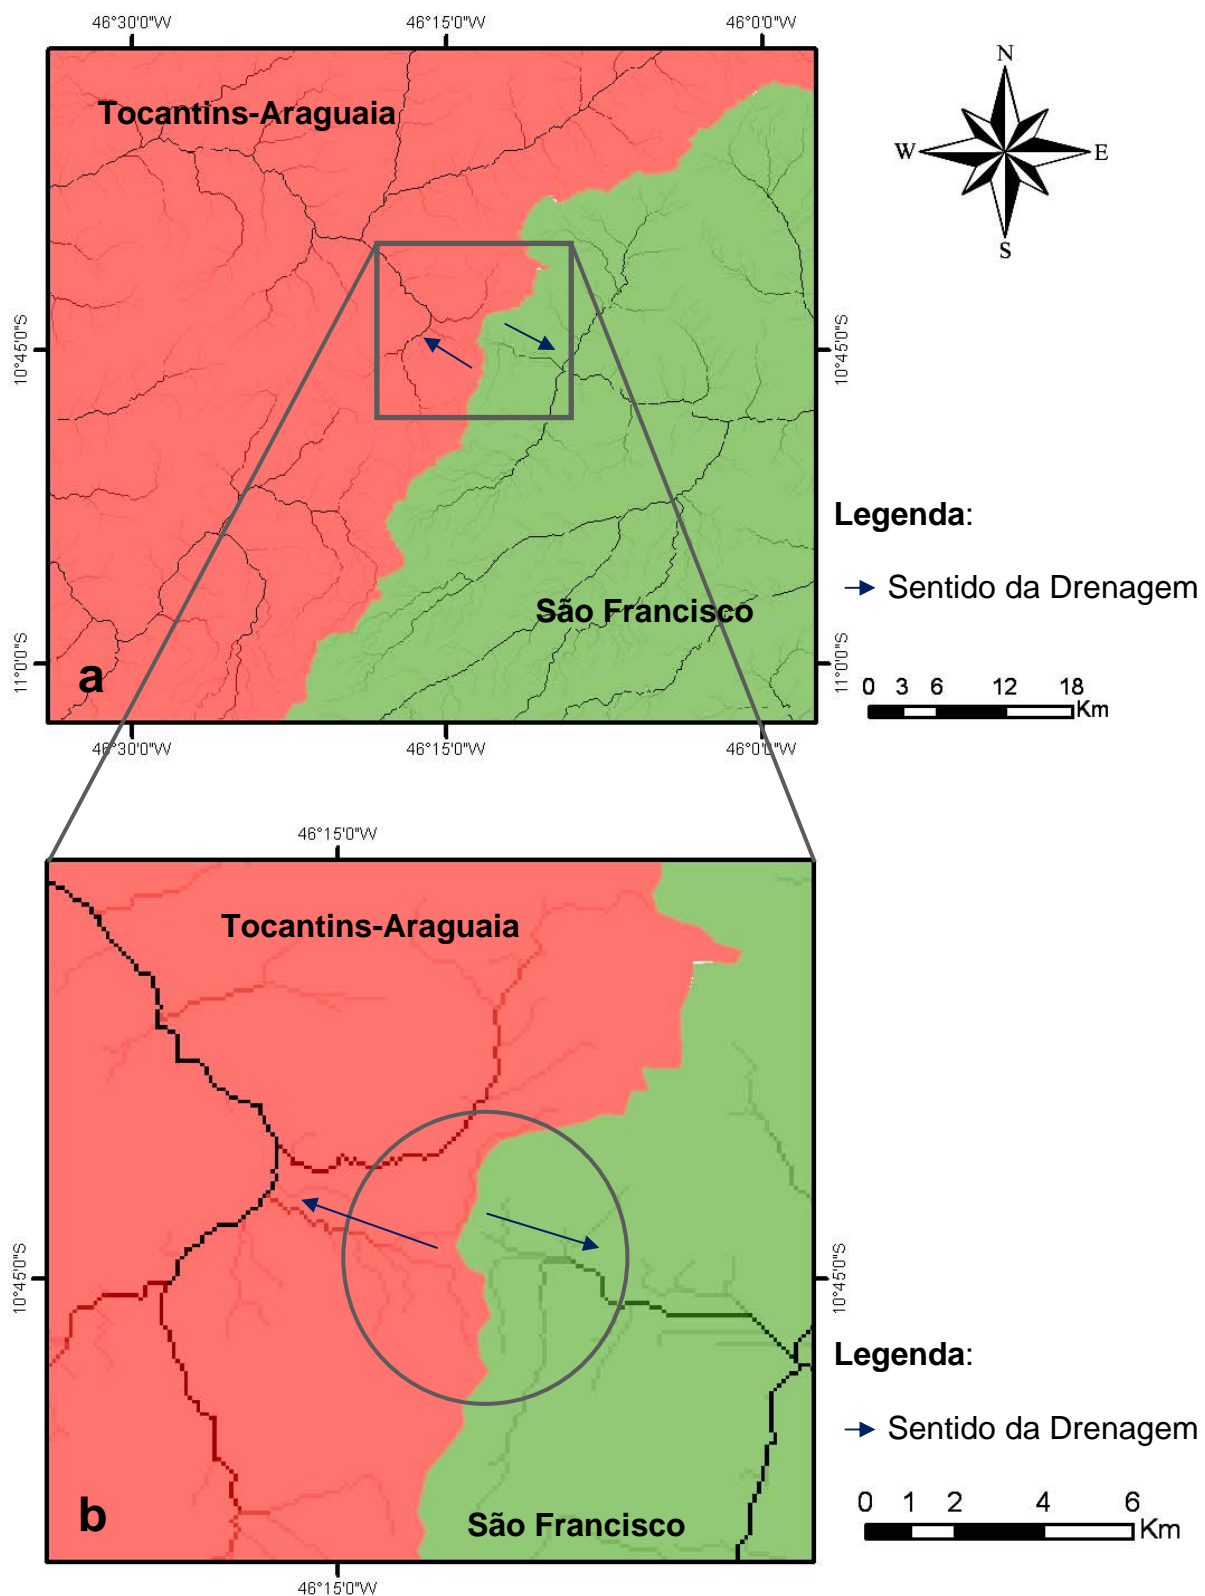 46°30'0"W 46°15'0"W 46°0'0"W
Tocantins-Araguaia
N
W E
S
10°45'0"S 10°45'0"S
Legenda:
Sentido da Drenagem
São Francisco
11°0'0"S 11°0'0"S
a
0 3 6 12 18
Km
46°30'0"W 46°15'0"W 46°0'0"W
46°15'0"W
Tocantins-Araguaia
10°45'0"S 10°45'0"S
Legenda:
Sentido da Drenagem
b
São Francisco
0 1 2 4 6
Km
46°15'0"W